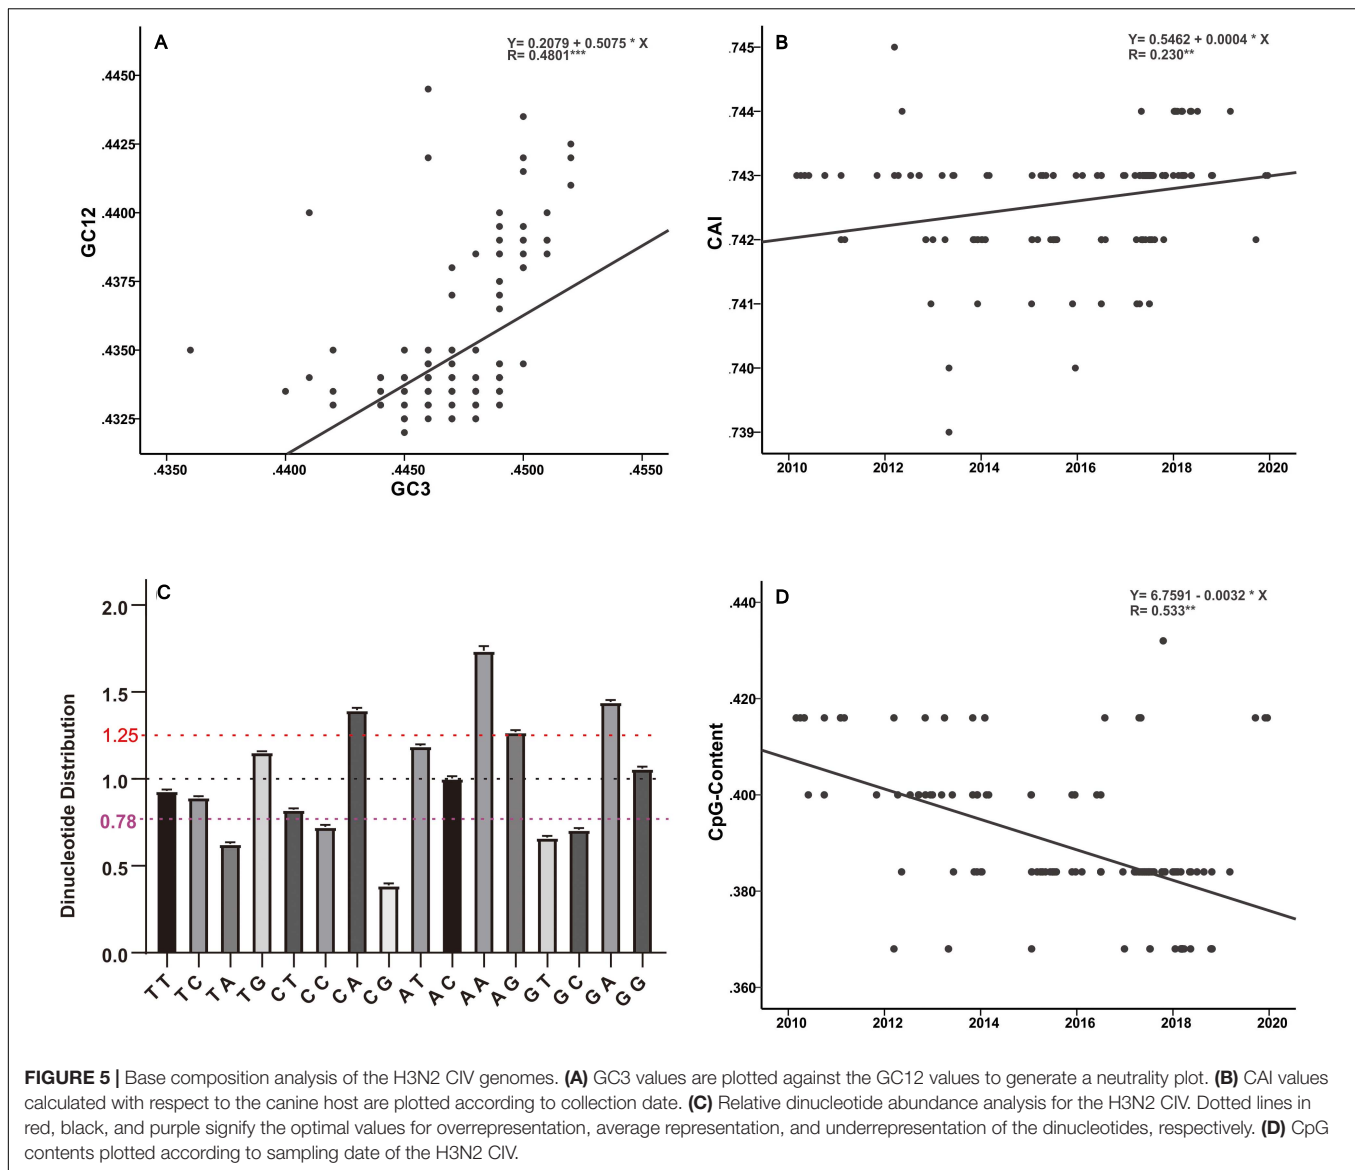 A
Y= 0.2079 + 0.5075 * X
R= 0.4801***
.4450
.4425
.4400
.4375
.4350
.4325
GC12
.4350 .4400 .4450 .4500 .4550
GC3
B
Y= 0.5462 + 0.0004 * X
R= 0.230**
.745
.744
.743
.742
.741
.740
.739
CAI
2010 2012 2014 2016 2018 2020
C
2.0
1.5
1.25
1.0
0.78
0.5
0.0
Dinucleotide Distribution
TT TC TA TG CT CC CA CG AT AC AA AG GT GC GA GG
D
Y= 6.7591 - 0.0032 * X
R= 0.533**
.440
.420
.400
.380
.360
CpG-Content
2010 2012 2014 2016 2018 2020
FIGURE 5 | Base composition analysis of the H3N2 CIV genomes. (A) GC3 values are plotted against the GC12 values to generate a neutrality plot. (B) CAI values
calculated with respect to the canine host are plotted according to collection date. (C) Relative dinucleotide abundance analysis for the H3N2 CIV. Dotted lines in
red, black, and purple signify the optimal values for overrepresentation, average representation, and underrepresentation of the dinucleotides, respectively. (D) CpG
contents plotted according to sampling date of the H3N2 CIV.